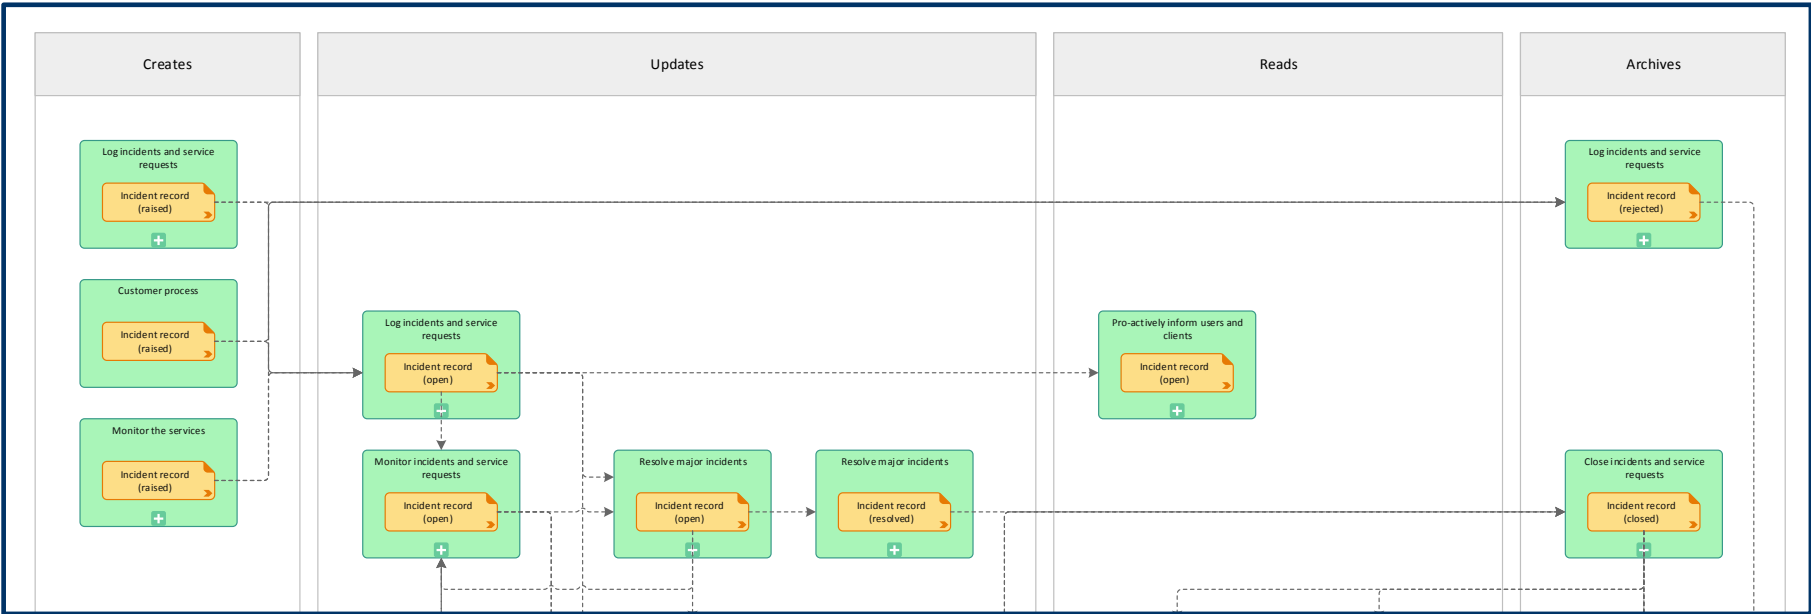 Creates
Updates
Reads
Archives
Log incidents and service
requests
Incident record
(raised)
Log incidents and service
requests
Incident record
(rejected)
Customer process
Incident record
(raised)
Log incidents and service
requests
Incident record
(open)
Pro-actively inform users and
clients
Incident record
(open)
Monitor the services
Incident record
(raised)
Monitor incidents and service
requests
Incident record
(open)
Resolve major incidents
Incident record
(open)
Resolve major incidents
Incident record
(resolved)
Close incidents and service
requests
Incident record
(closed)